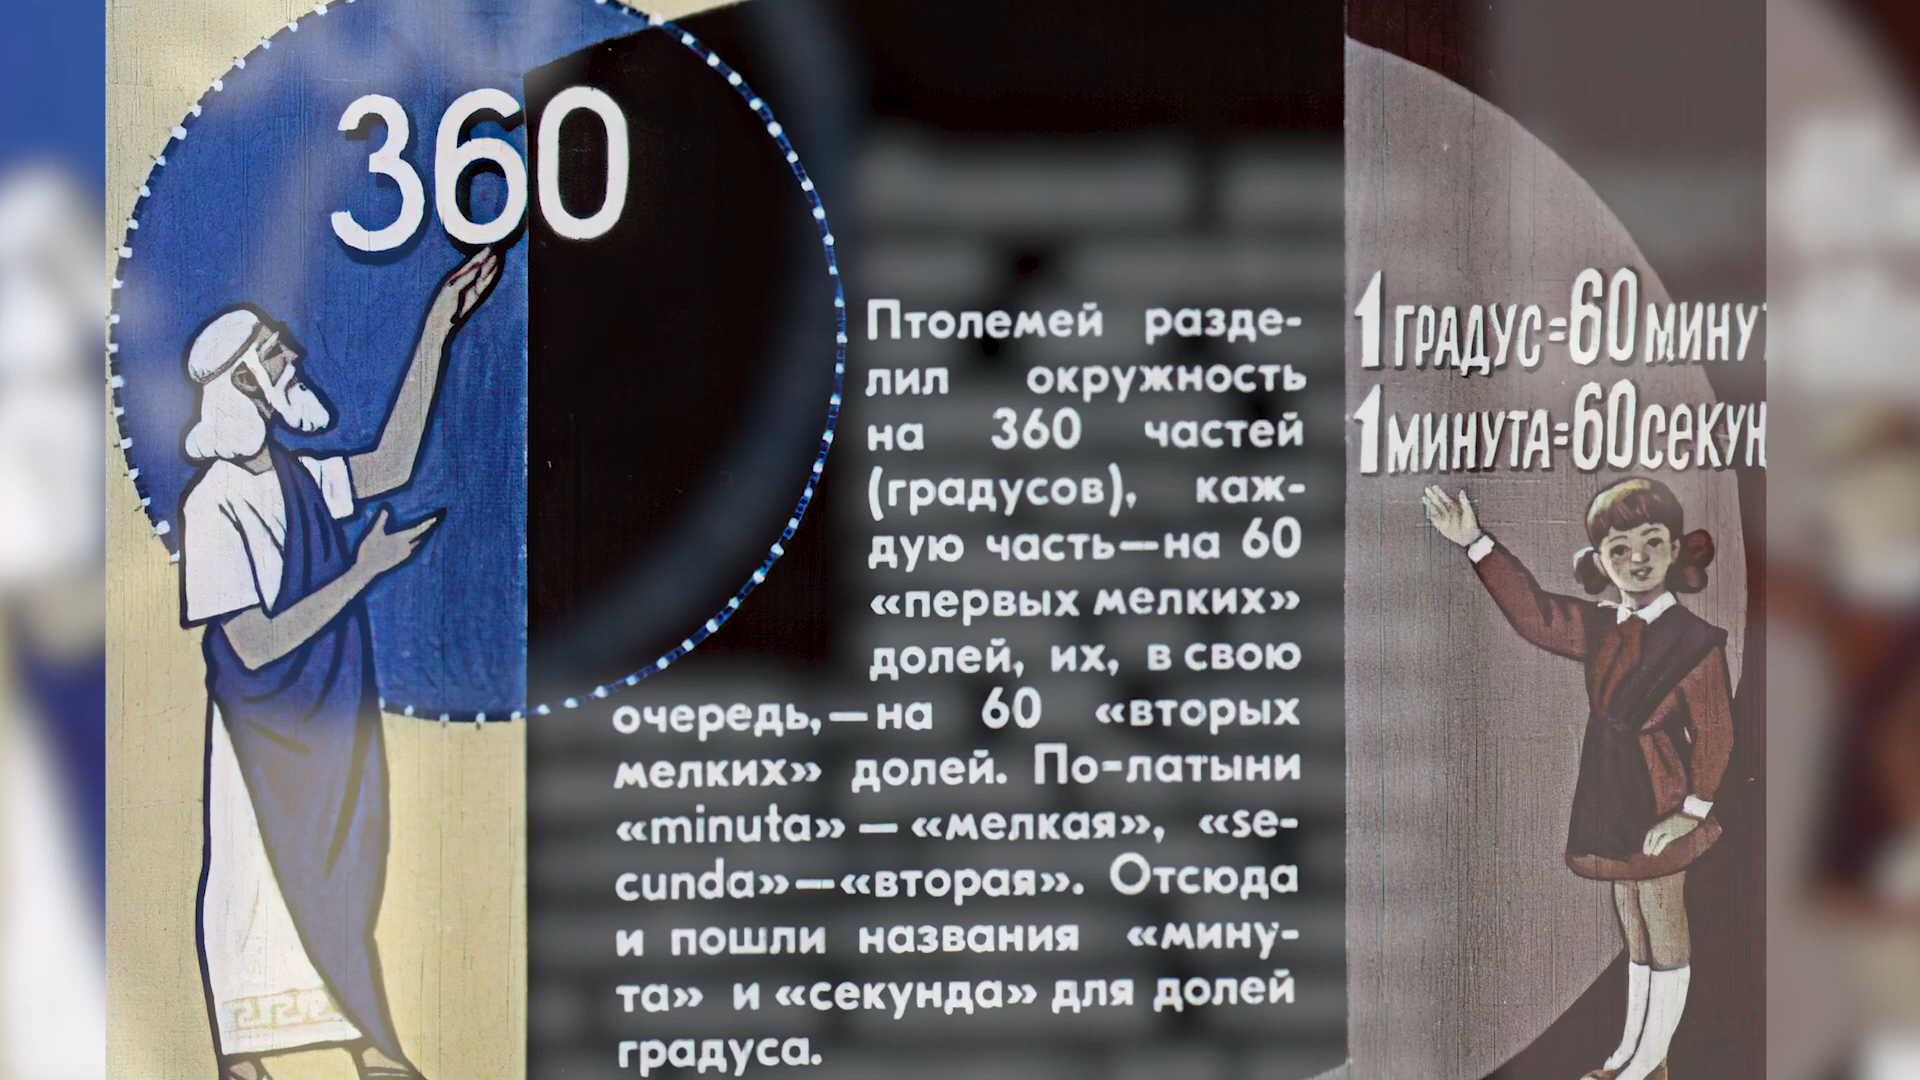 360
Птолемей разде-
лил окружность
на 360 частей
(градусов), каж-
дую часть—на 60
«первых мелких»
долей, их, в свою
очередь,—на 60 «вторых
мелких» долей. По-латыни
«minuta» — «мелкая», «se-
cunda»—«вторая». Отсюда
и пошли названия «мину-
та» и «секунда» для долей
градуса.
1 ГРАДУС=60 МИНУТ
1 МИНУТА=60 СЕКУН